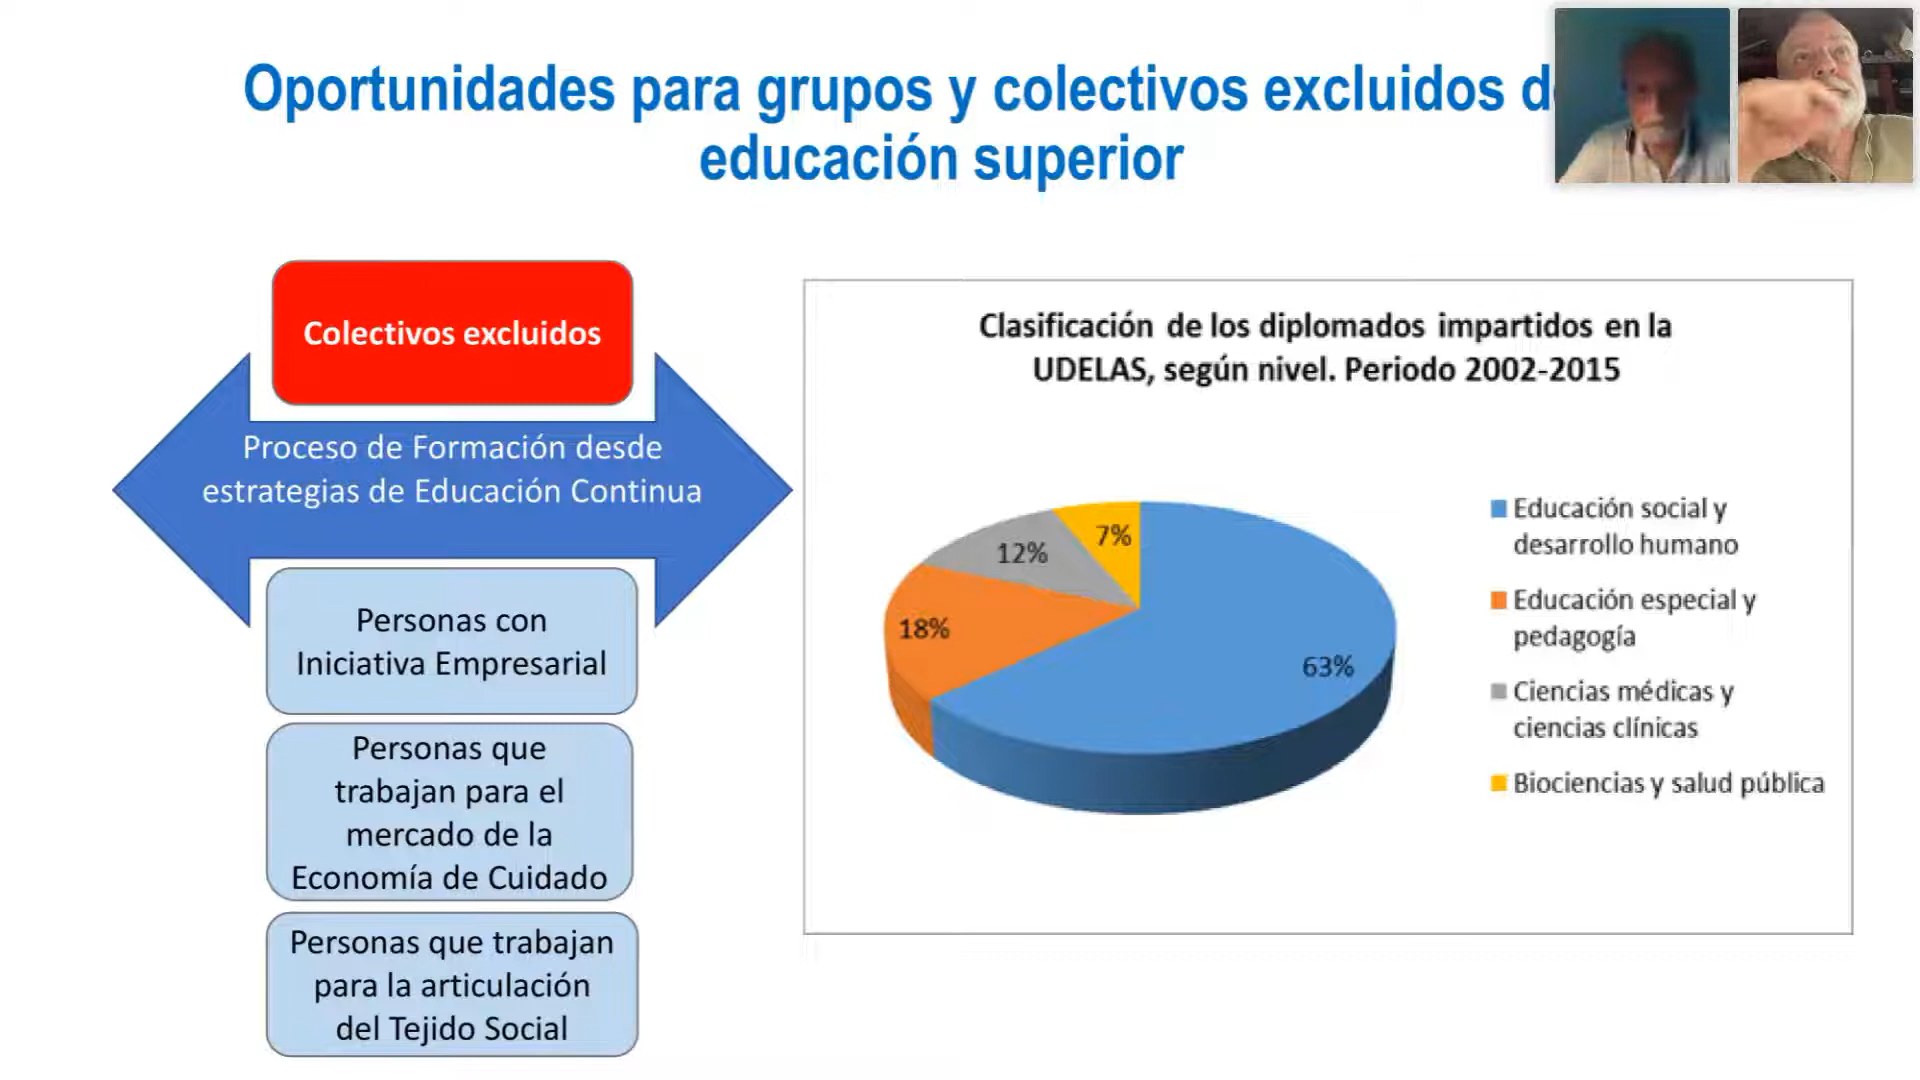 Oportunidades para grupos y colectivos excluidos
educación superior
Colectivos excluidos
Proceso de Formación desde
estrategias de Educación Continua
Personas con
Iniciativa Empresarial
Personas que
trabajan para el
mercado de la
Economía de Cuidado
Personas que trabajan
para la articulación
del Tejido Social
Clasificación de los diplomados impartidos en la
UDELAS, según nivel. Periodo 2002-2015
7%
12%
18%
63%
Educación social y
desarrollo humano
Educación especial y
pedagogía
Ciencias médicas y
ciencias clínicas
Biociencias y salud pública